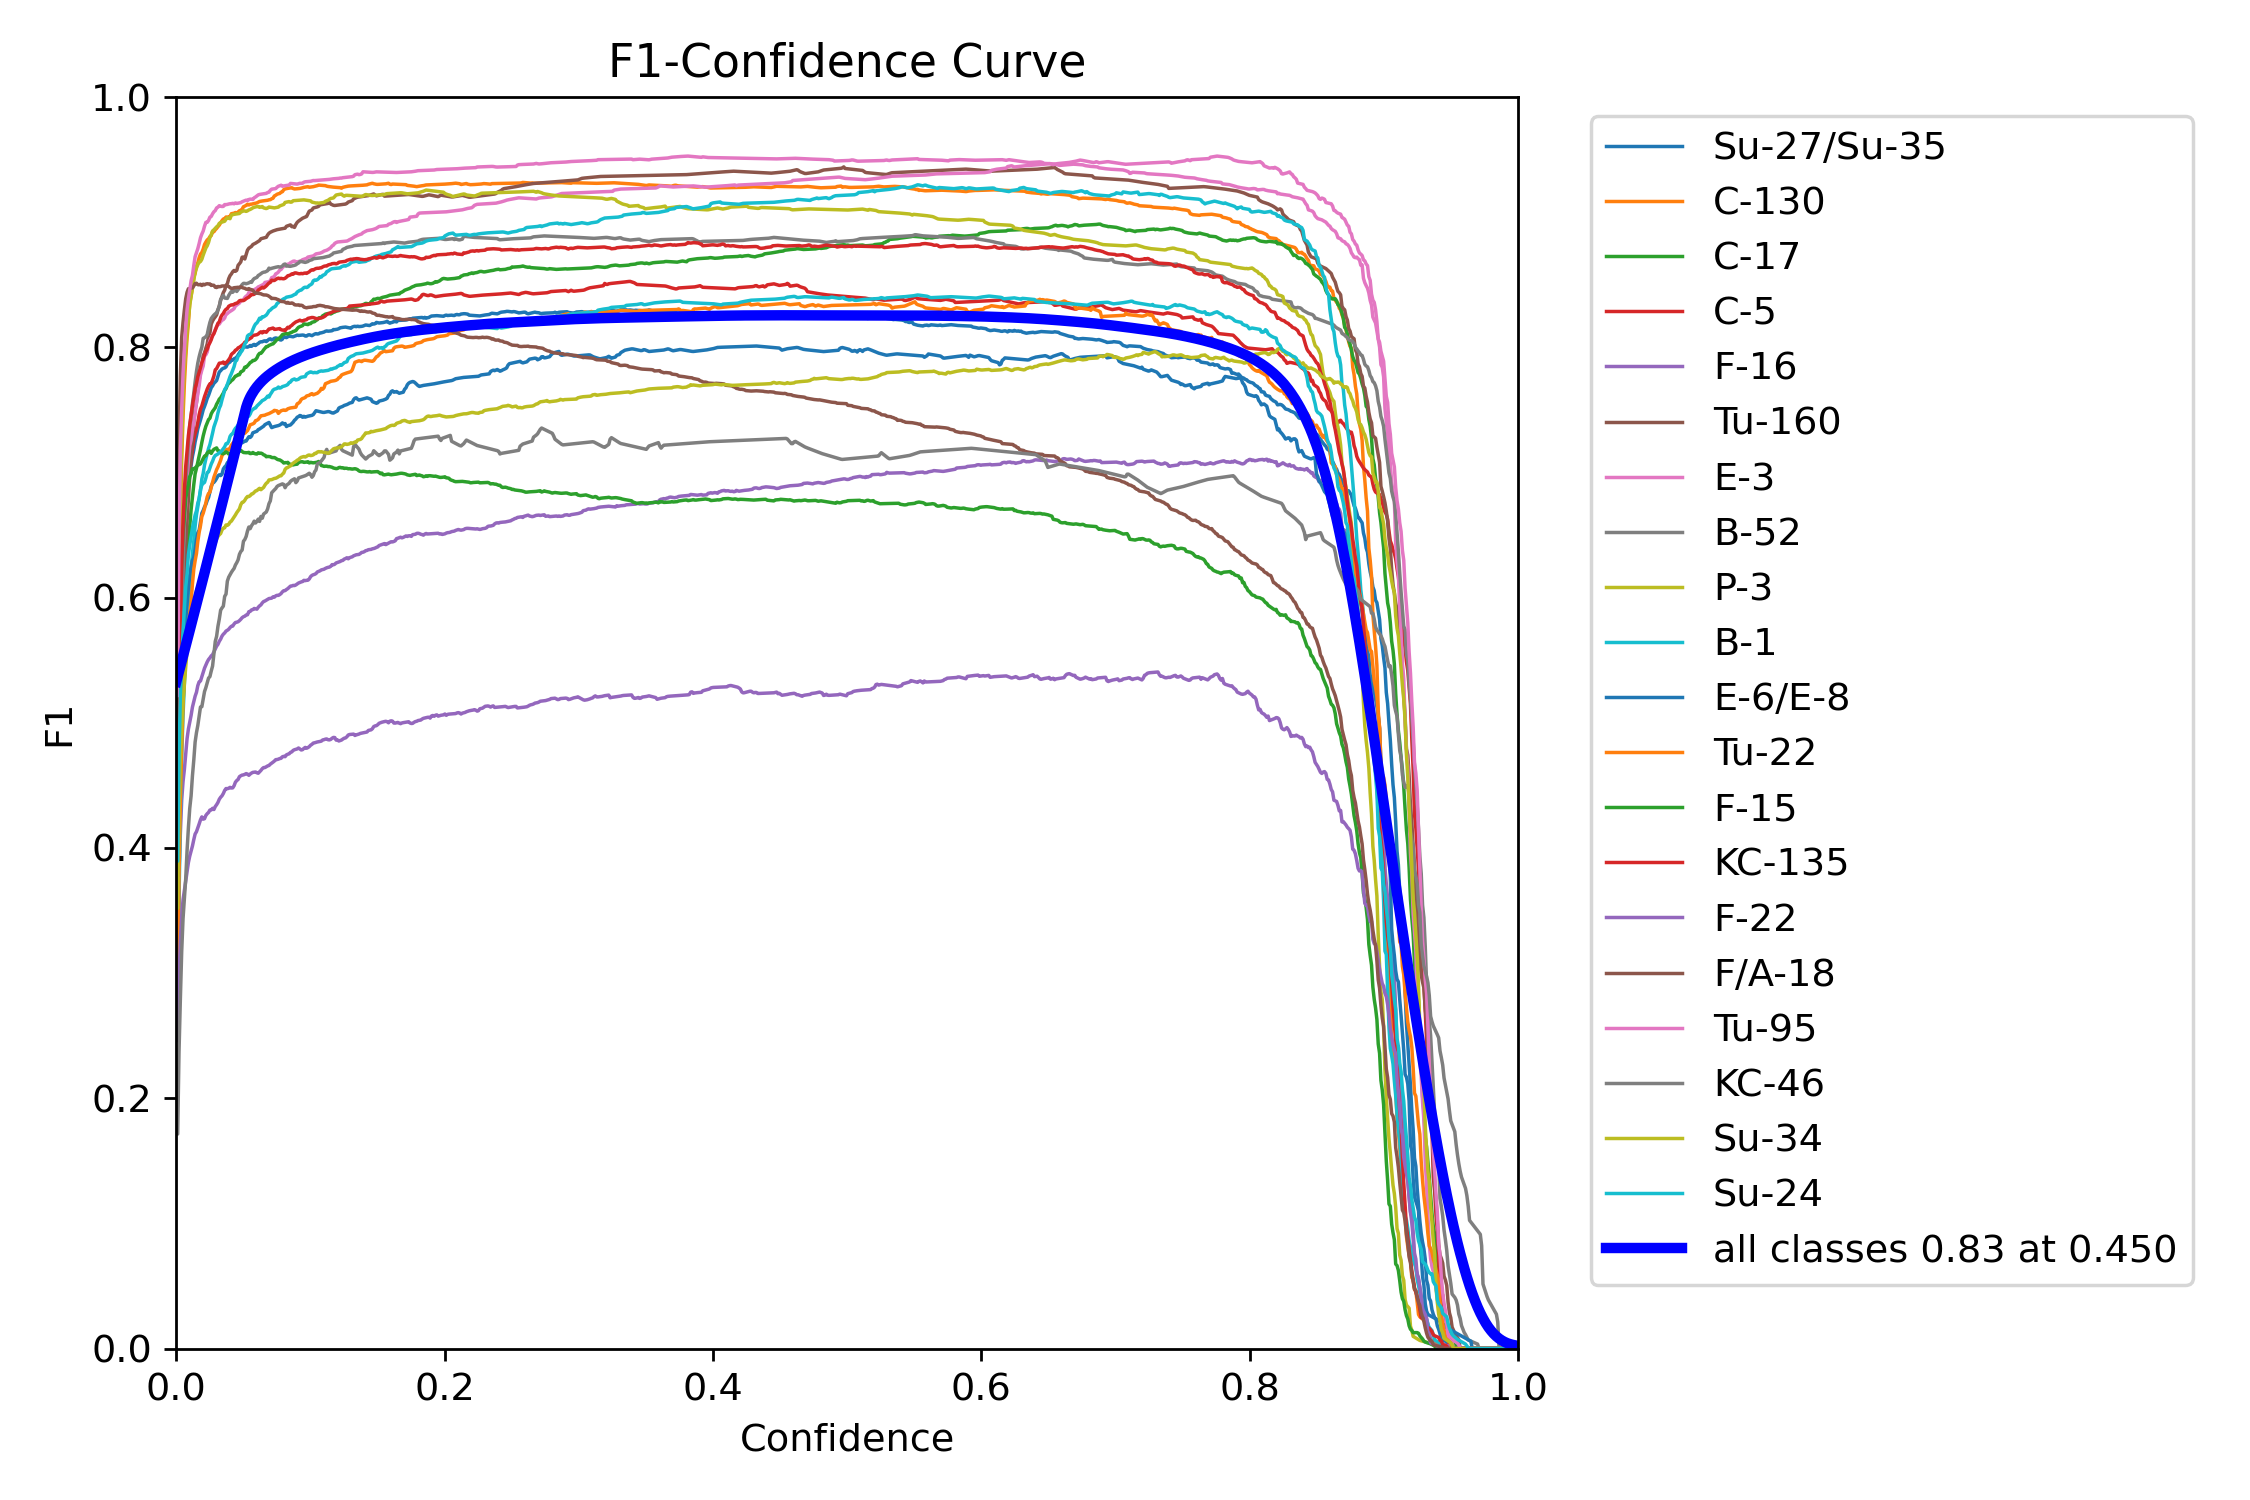 F1-Confidence Curve
1.0
0.8
0.6
0.4
0.2
0.0
F1
0.0 0.2 0.4 0.6 0.8 1.0
Confidence
Su-27/Su-35
C-130
C-17
C-5
F-16
Tu-160
E-3
B-52
P-3
B-1
E-6/E-8
Tu-22
F-15
KC-135
F-22
F/A-18
Tu-95
KC-46
Su-34
Su-24
all classes 0.83 at 0.450